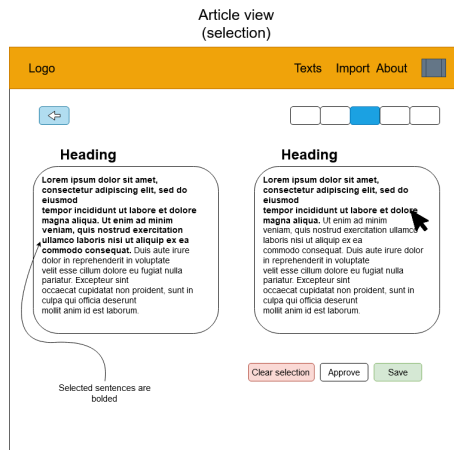 Article view
(selection)
Logo
Texts Import About
Heading
Lorem ipsum dolor sit amet,
consectetur adipiscing elit, sed do
eiusmod
tempor incididunt ut labore et dolore
magna aliqua. Ut enim ad minim
veniam, quis nostrud exercitation
ullamco laboris nisi ut aliquip ex ea
commodo consequat. Duis aute irure
dolor in reprehenderit in voluptate
velit esse cillum dolore eu fugiat nulla
pariatur. Excepteur sint
occaecat cupidatat non proident, sunt in
culpa qui officia deserunt
mollit anim id est laborum.
Heading
Lorem ipsum dolor sit amet,
consectetur adipiscing elit, sed do
eiusmod
tempor incididunt ut labore et dolore
magna aliqua. Ut enim ad minim
veniam, quis nostrud exercitation ullamco
laboris nisi ut aliquip ex ea
commodo consequat. Duis aute irure dolor
in reprehenderit in voluptate
velit esse cillum dolore eu fugiat nulla
pariatur. Excepteur sint
occaecat cupidatat non proident, sunt in
culpa qui officia deserunt
mollit anim id est laborum.
Clear selection Approve Save
Selected sentences are
bolded